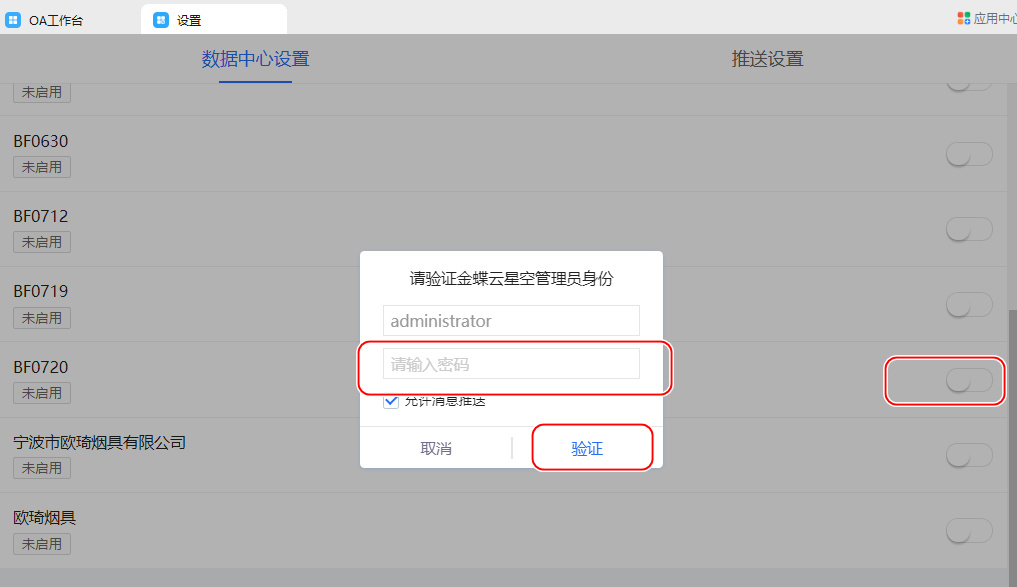 OA工作台
设置
应用中心
数据中心设置
推送设置
未启用
BF0630
未启用
BF0712
未启用
BF0719
未启用
BF0720
未启用
宁波市欧琦烟具有限公司
未启用
欧琦烟具
未启用
请验证金蝶云星空管理员身份
administrator
请输入密码
允许消息推送
取消
验证